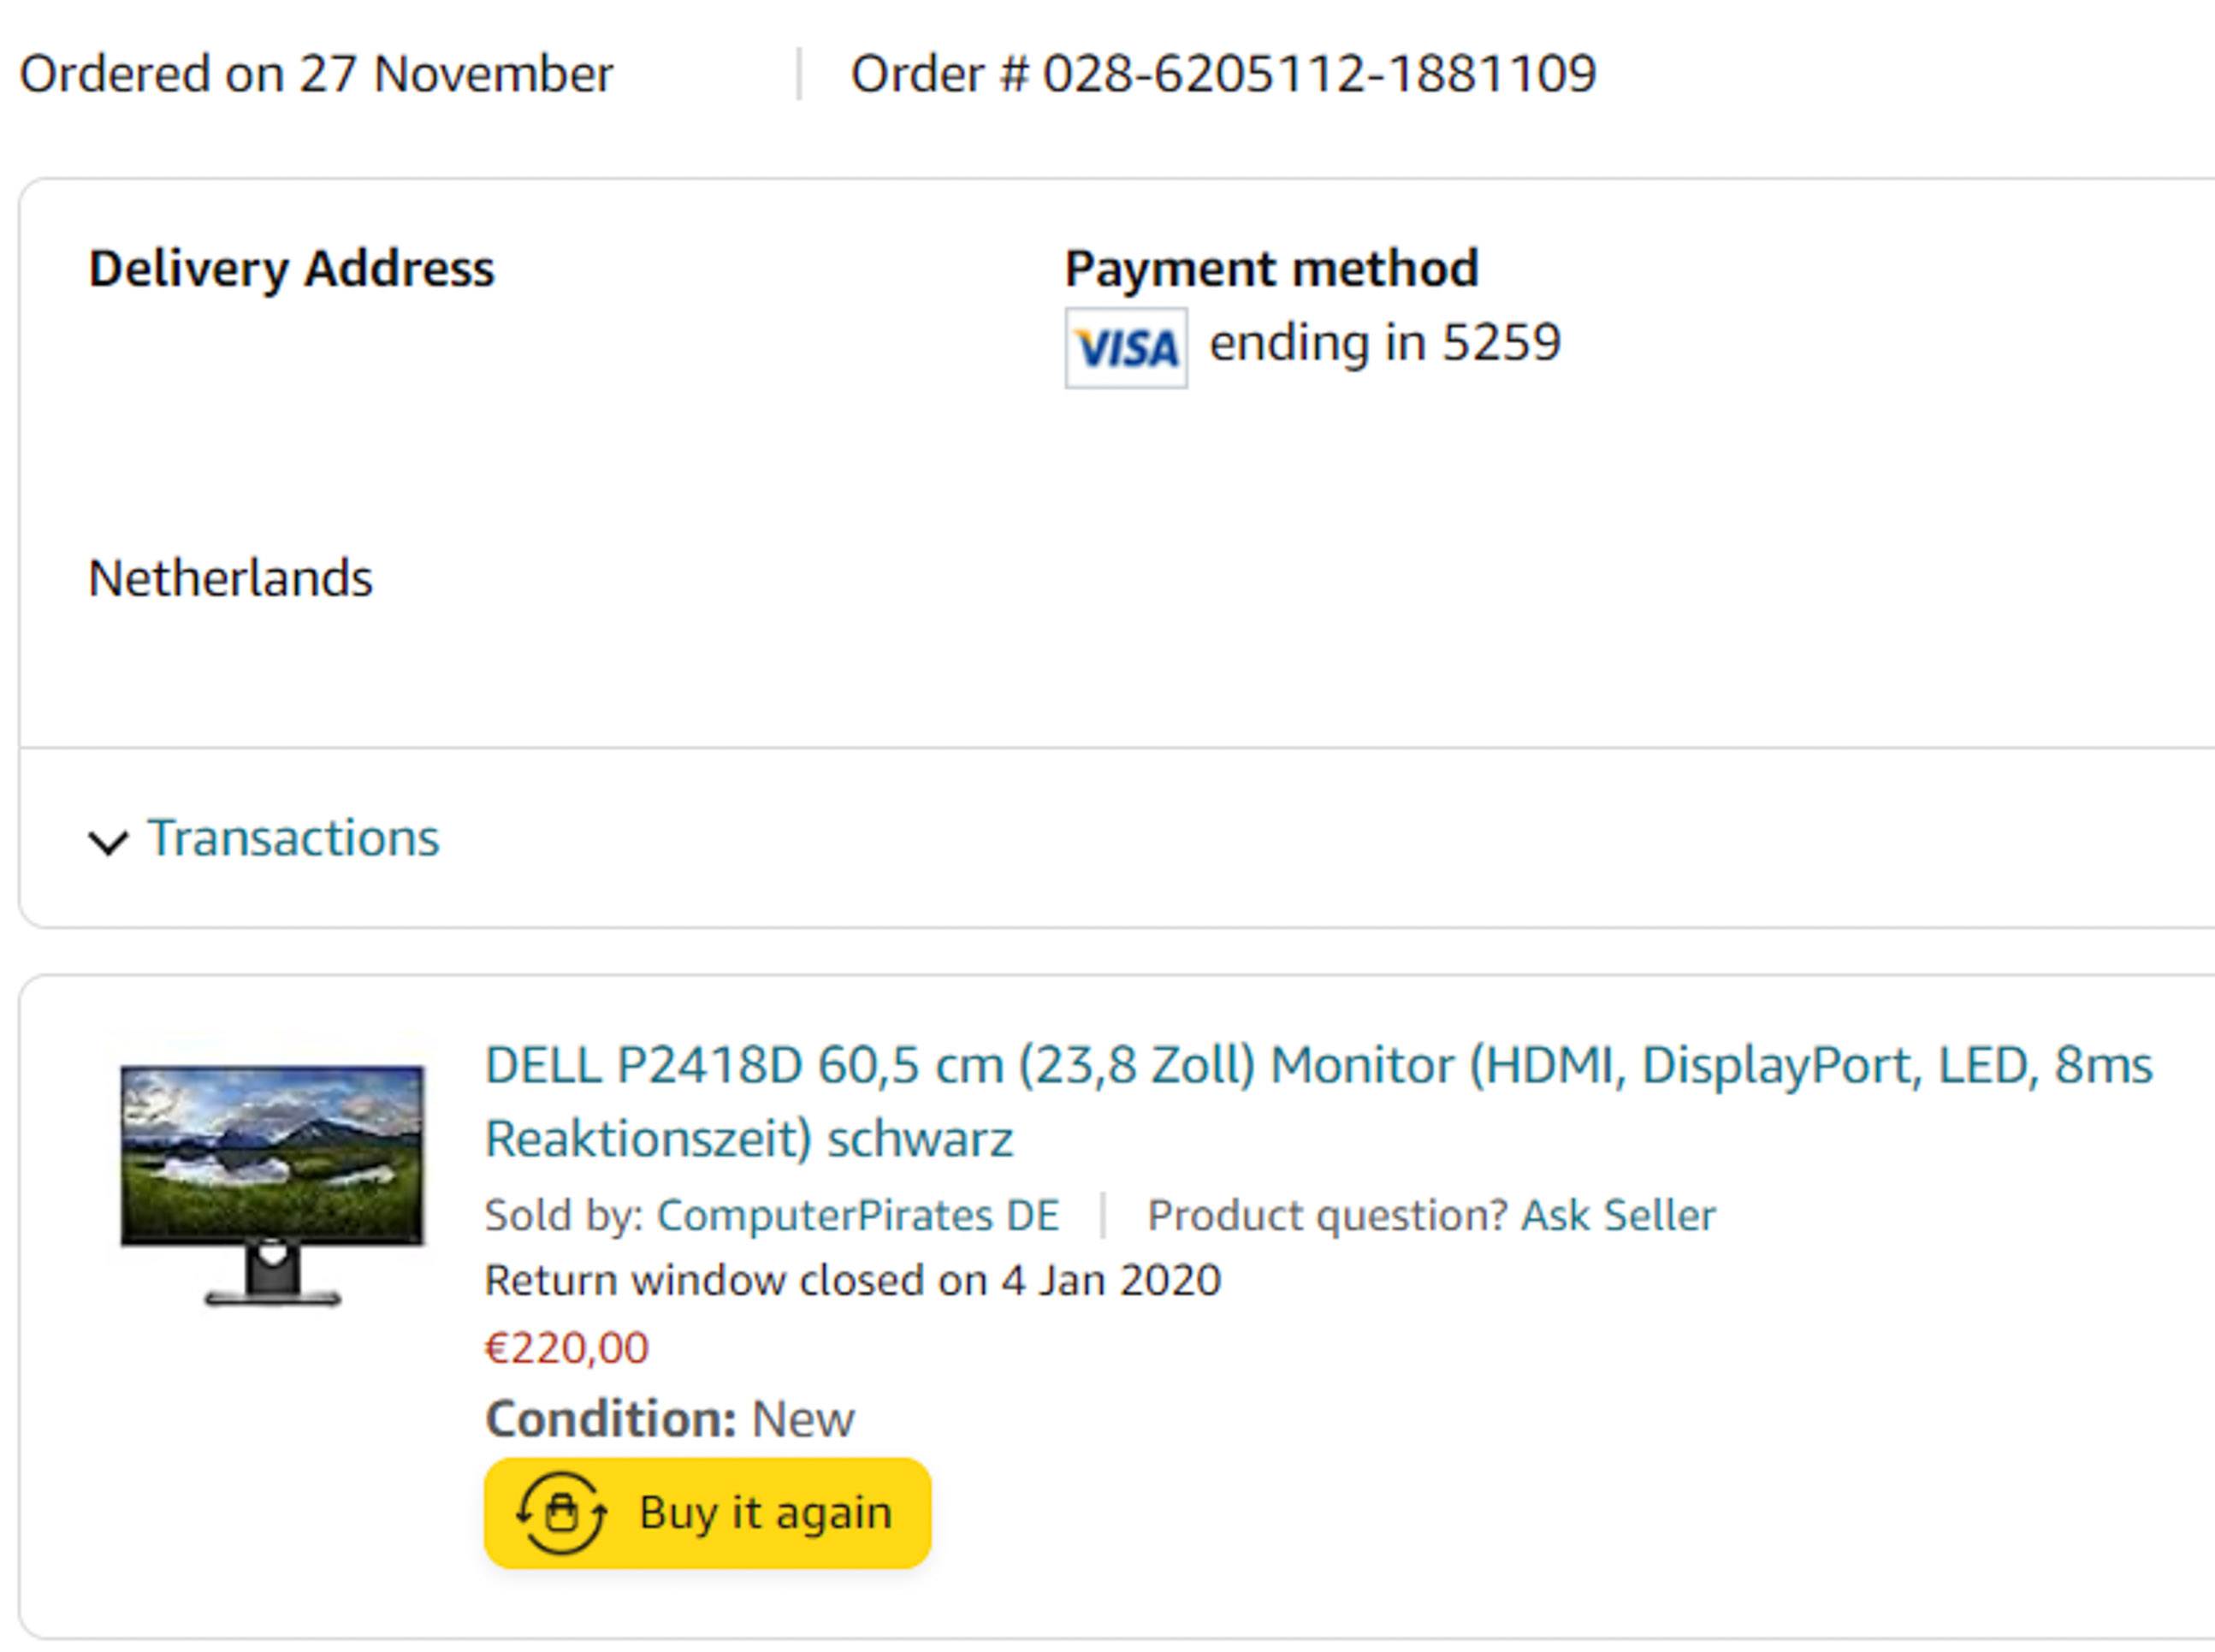 Ordered on 27 November | Order # 028-6205112-1881109
Delivery Address
Payment method
VISA ending in 5259
Netherlands
Transactions
DELL P2418D 60,5 cm (23,8 Zoll) Monitor (HDMI, DisplayPort, LED, 8ms
Reaktionszeit) schwarz
Sold by: ComputerPirates DE | Product question? Ask Seller
Return window closed on 4 Jan 2020
€220,00
Condition: New
Buy it again